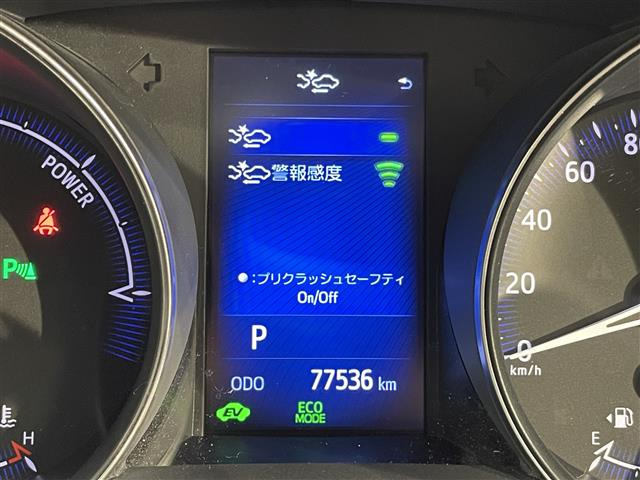 警報感度
:プリクラッシュセーフティ
On/Off
P
ODO 77536 km
EV
ECO
MODE
POWER
P
H
0
20
40
60
80
km/h
E